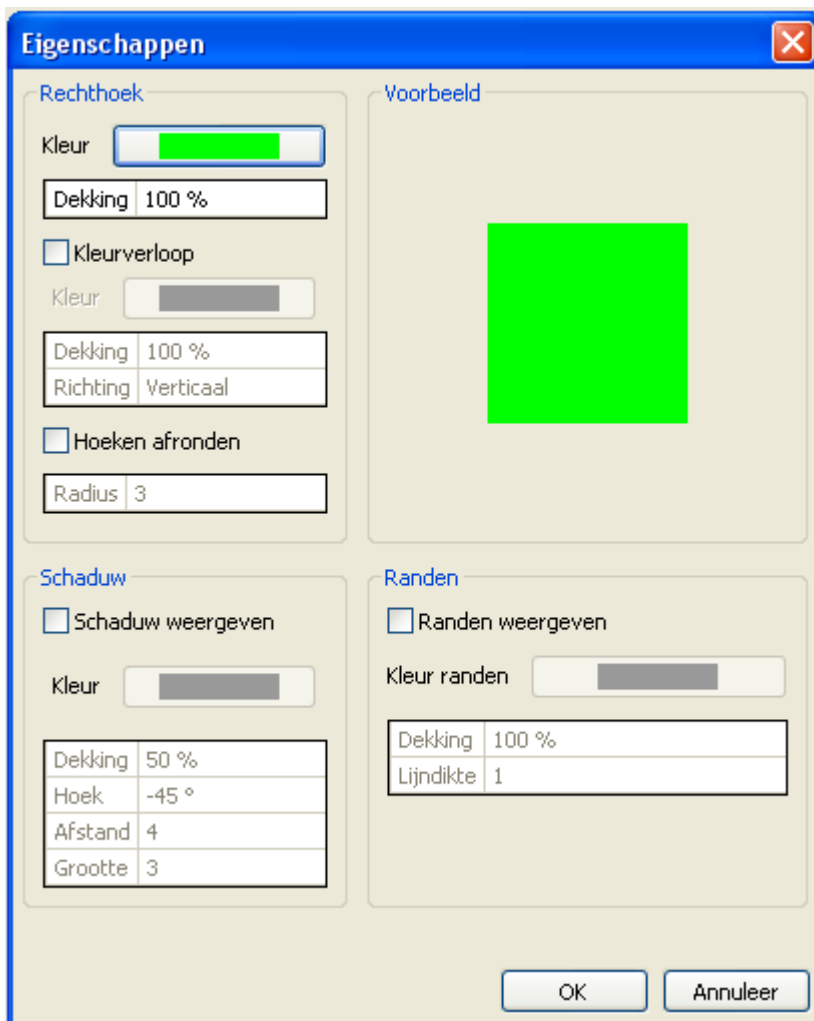 Eigenschappen
Rechthoek
Kleur
Dekking 100 %
Kleurverloop
Kleur
Dekking 100 %
Richting Verticaal
Hoeken afronden
Radius 3
Voorbeeld
Schaduw
Schaduw weergeven
Kleur
Dekking 50 %
Hoek -45 °
Afstand 4
Grootte 3
Randen
Randen weergeven
Kleur randen
Dekking 100 %
Lijndikte 1
OK
Annuleer